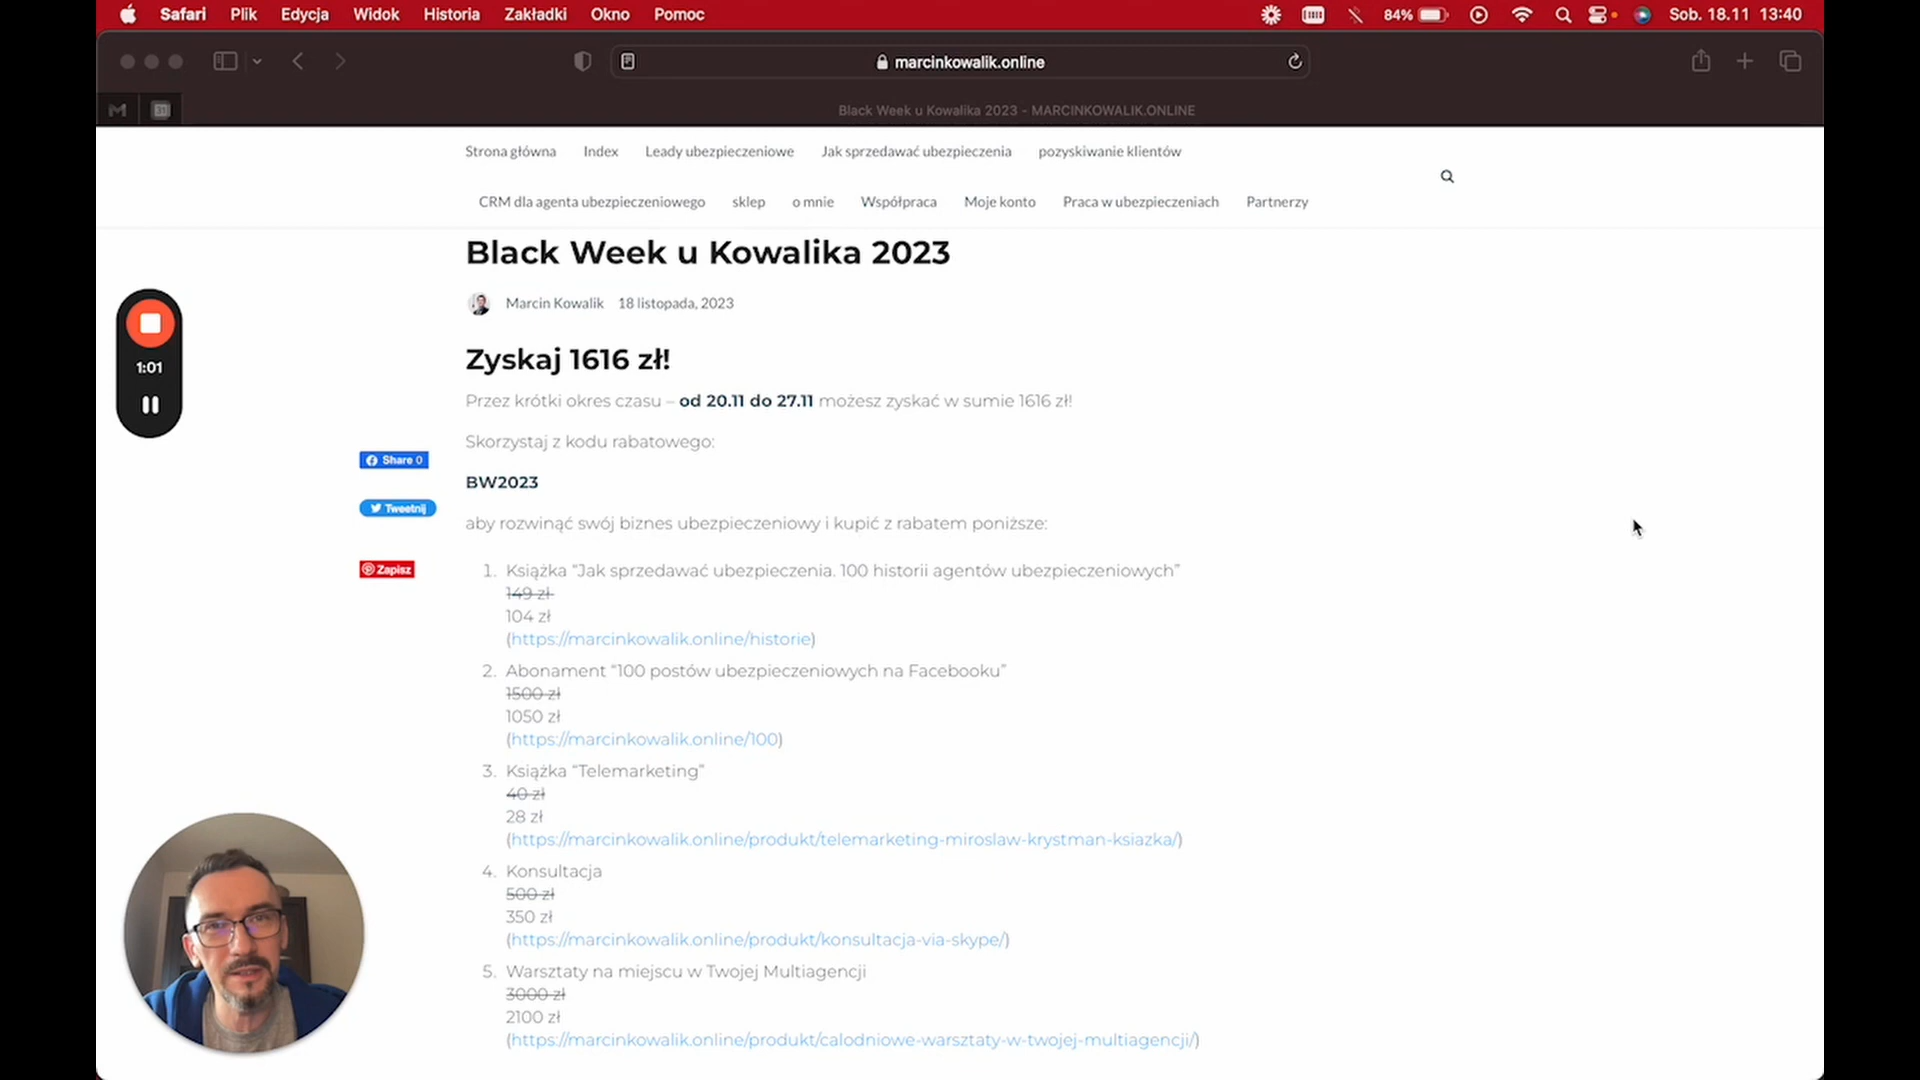 Safari Plik Edycja Widok Historia Zakładki Okno Pomoc 84% Sob. 18.11 13:40
marcinkowalik.online
31 Black Week u Kowalika 2023 - MARCINKOWALIK.ONLINE
Strona główna Index Leady ubezpieczeniowe Jak sprzedawać ubezpieczenia pozyskiwanie klientów
CRM dla agenta ubezpieczeniowego sklep o mnie Współpraca Moje konto Praca w ubezpieczeniach Partnerzy
Black Week u Kowalika 2023
Marcin Kowalik 18 listopada, 2023
Zyskaj 1616 zł!
1:01
Przez krótki okres czasu – od 20.11 do 27.11 możesz zyskać w sumie 1616 zł!
Skorzystaj z kodu rabatowego:
Share 0
BW2023
Tweetnij
aby rozwinąć swój biznes ubezpieczeniowy i kupić z rabatem poniższe:
Zapisz
1. Książka “Jak sprzedawać ubezpieczenia. 100 historii agentów ubezpieczeniowych”
149 zł
104 zł
(https://marcinkowalik.online/historie)
2. Abonament “100 postów ubezpieczeniowych na Facebooku”
1500 zł
1050 zł
(https://marcinkowalik.online/100)
3. Książka “Telemarketing”
40 zł
28 zł
(https://marcinkowalik.online/produkt/telemarketing-miroslaw-krystman-ksiazka/)
4. Konsultacja
500 zł
350 zł
(https://marcinkowalik.online/produkt/konsultacja-via-skype/)
5. Warsztaty na miejscu w Twojej Multiagencji
3000 zł
2100 zł
(https://marcinkowalik.online/produkt/calodniowe-warsztaty-w-twojej-multiagencji/)